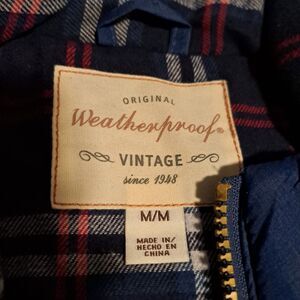 ORIGINAL
Weatherproof®
VINTAGE
since 1948
M/M
MADE IN/
HECHO EN
CHINA